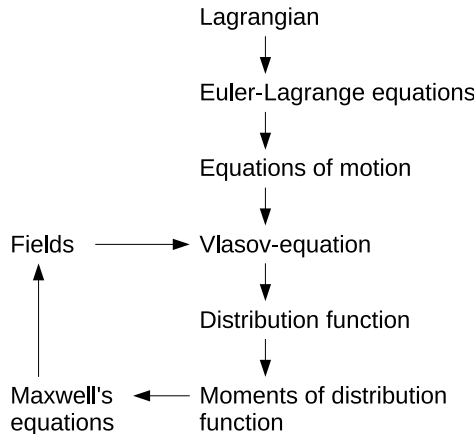 Lagrangian
Euler-Lagrange equations
Equations of motion
Fields
Vlasov-equation
Distribution function
Maxwell's
equations
Moments of distribution
function